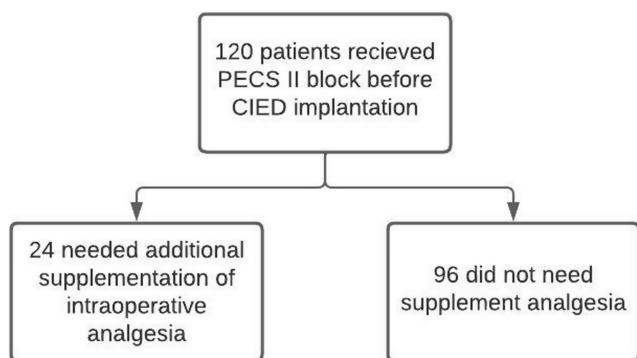 120 patients recieved
PECS II block before
CIED implantation
24 needed additional
supplementation of
intraoperative
analgesia
96 did not need
supplement analgesia